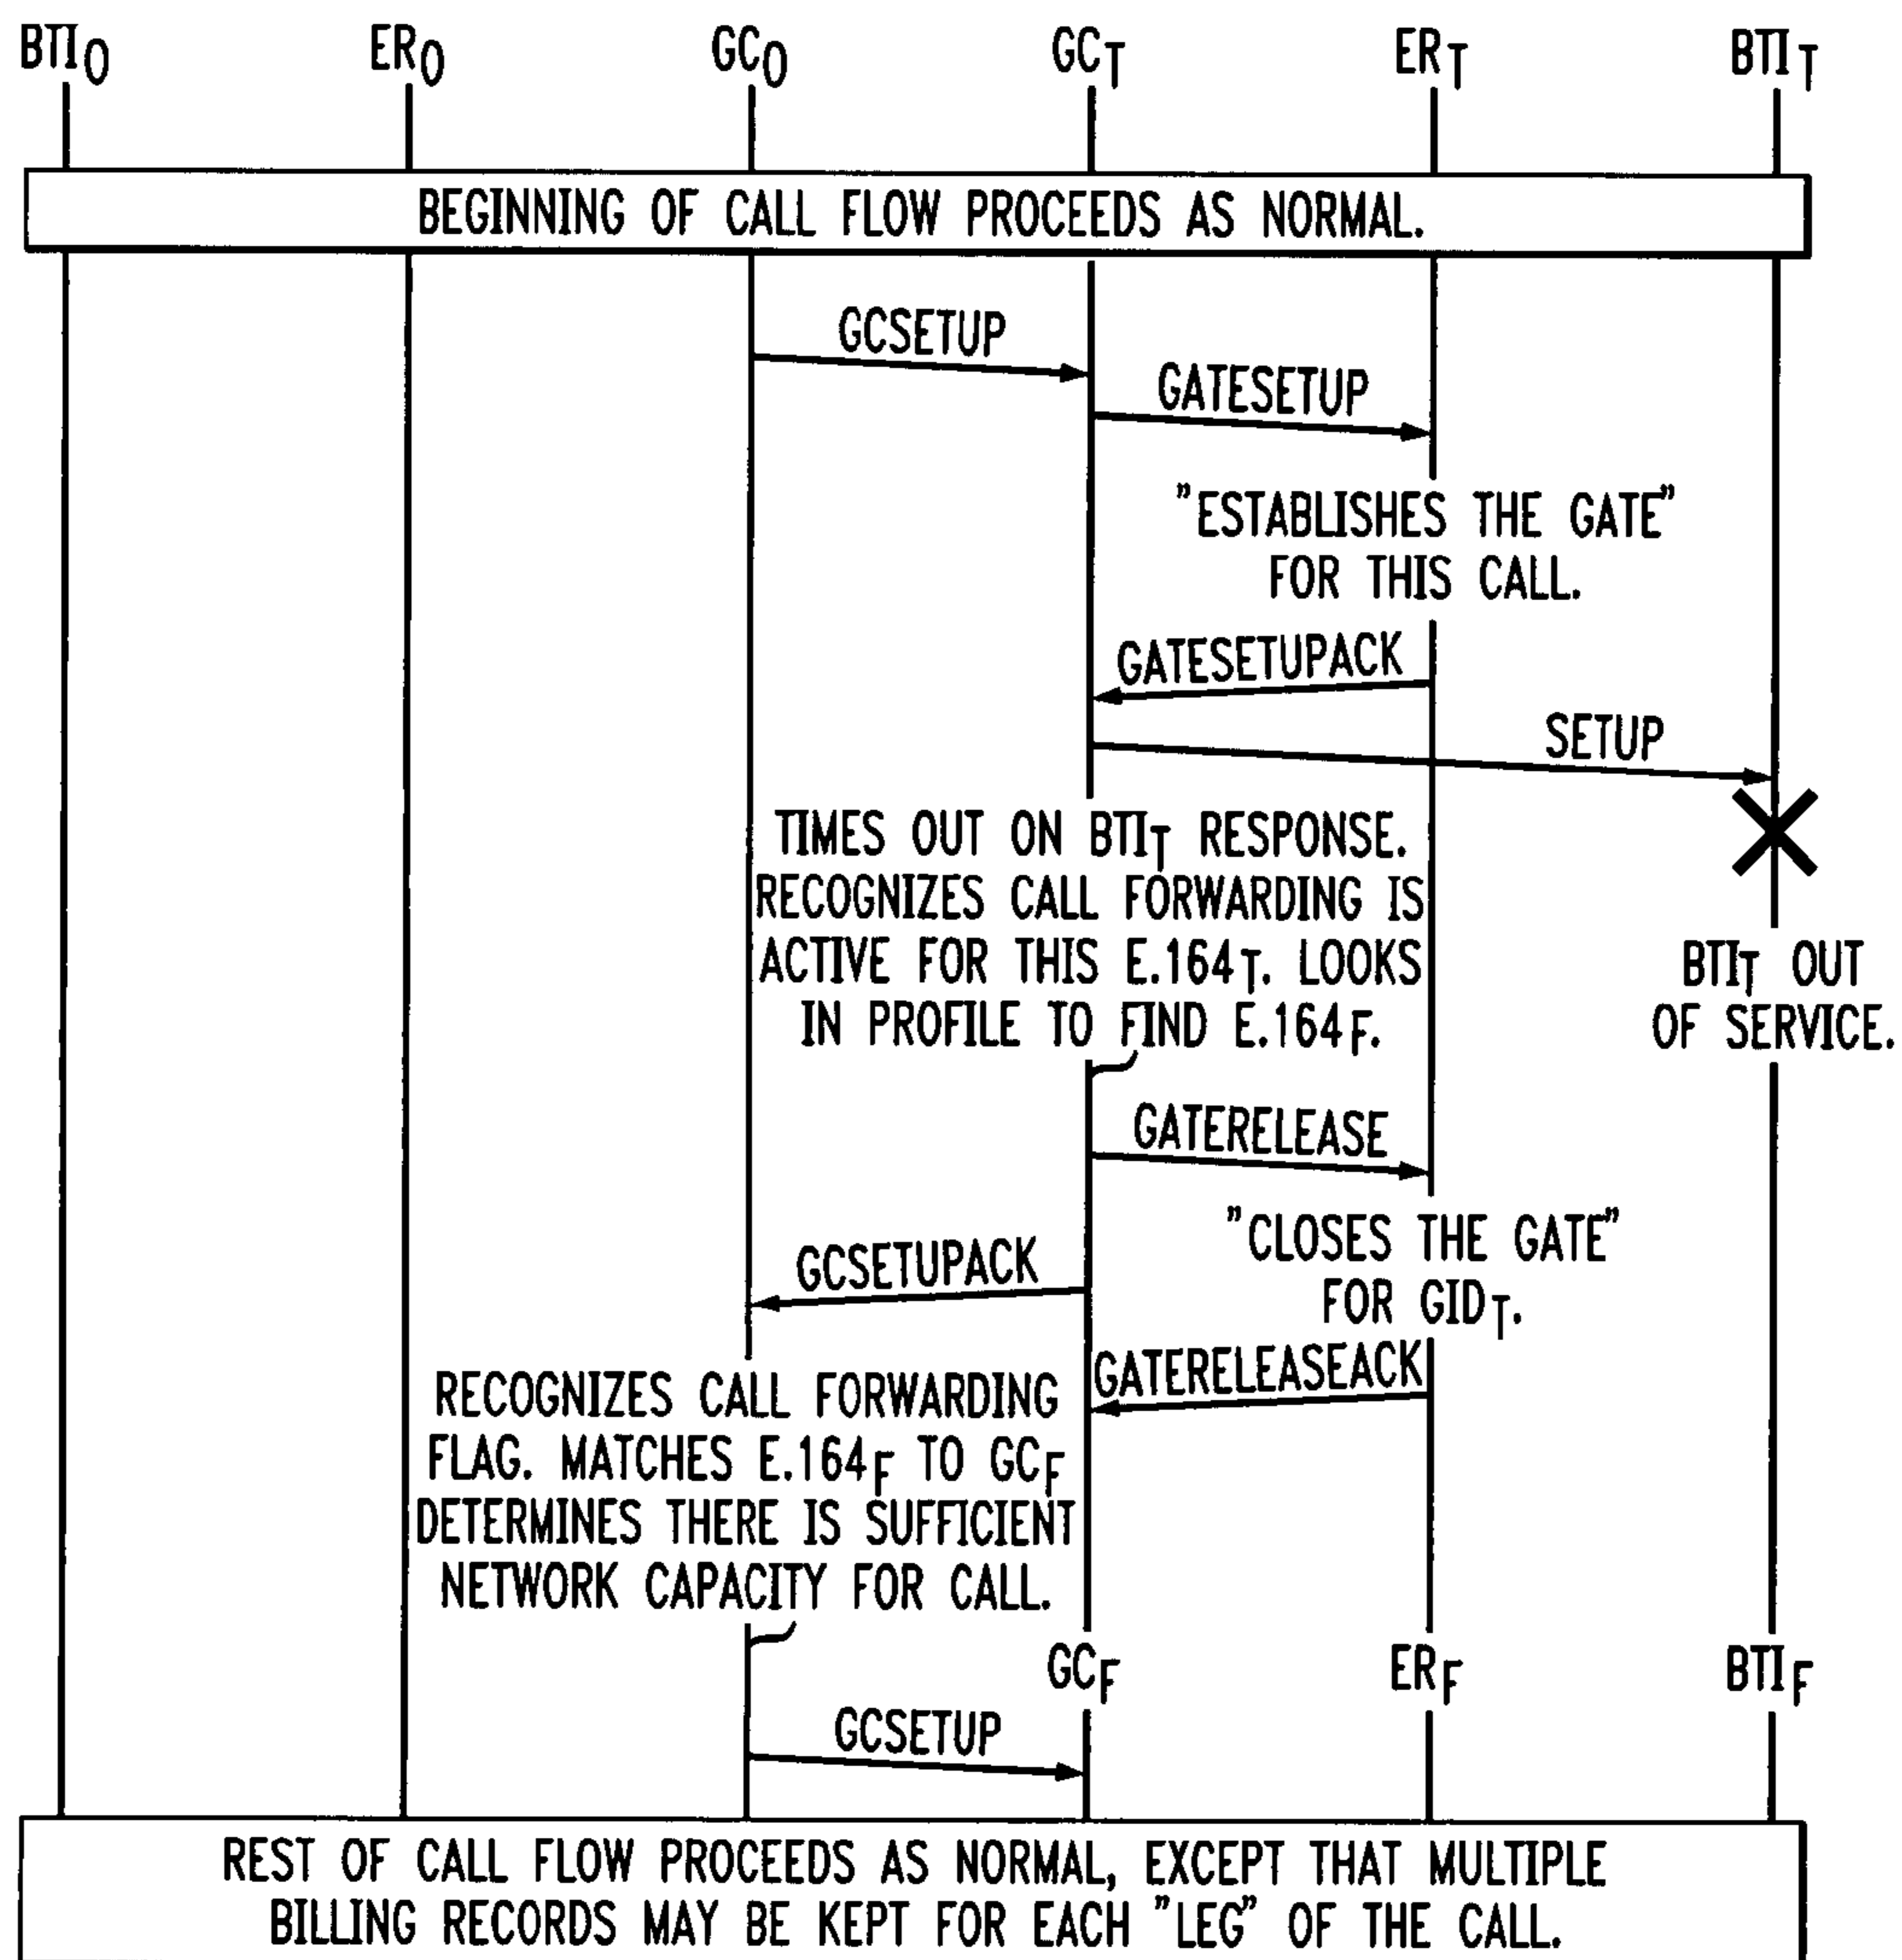 BTIO ERO GCO GCT ERT BTIT
BEGINNING OF CALL FLOW PROCEEDS AS NORMAL.
GCSETUP
GATESETUP
"ESTABLISHES THE GATE"
FOR THIS CALL.
GATESETUPACK
SETUP
TIMES OUT ON BTIT RESPONSE.
RECOGNIZES CALL FORWARDING IS
ACTIVE FOR THIS E.164T. LOOKS
IN PROFILE TO FIND E.164F.
BTIT OUT
OF SERVICE.
GATERELEASE
"CLOSES THE GATE"
FOR GIDT.
GCSETUPACK
GATERELEASEACK
RECOGNIZES CALL FORWARDING
FLAG. MATCHES E.164F TO GCF
DETERMINES THERE IS SUFFICIENT
NETWORK CAPACITY FOR CALL.
GCF ERF BTIF
GCSETUP
REST OF CALL FLOW PROCEEDS AS NORMAL, EXCEPT THAT MULTIPLE
BILLING RECORDS MAY BE KEPT FOR EACH "LEG" OF THE CALL.